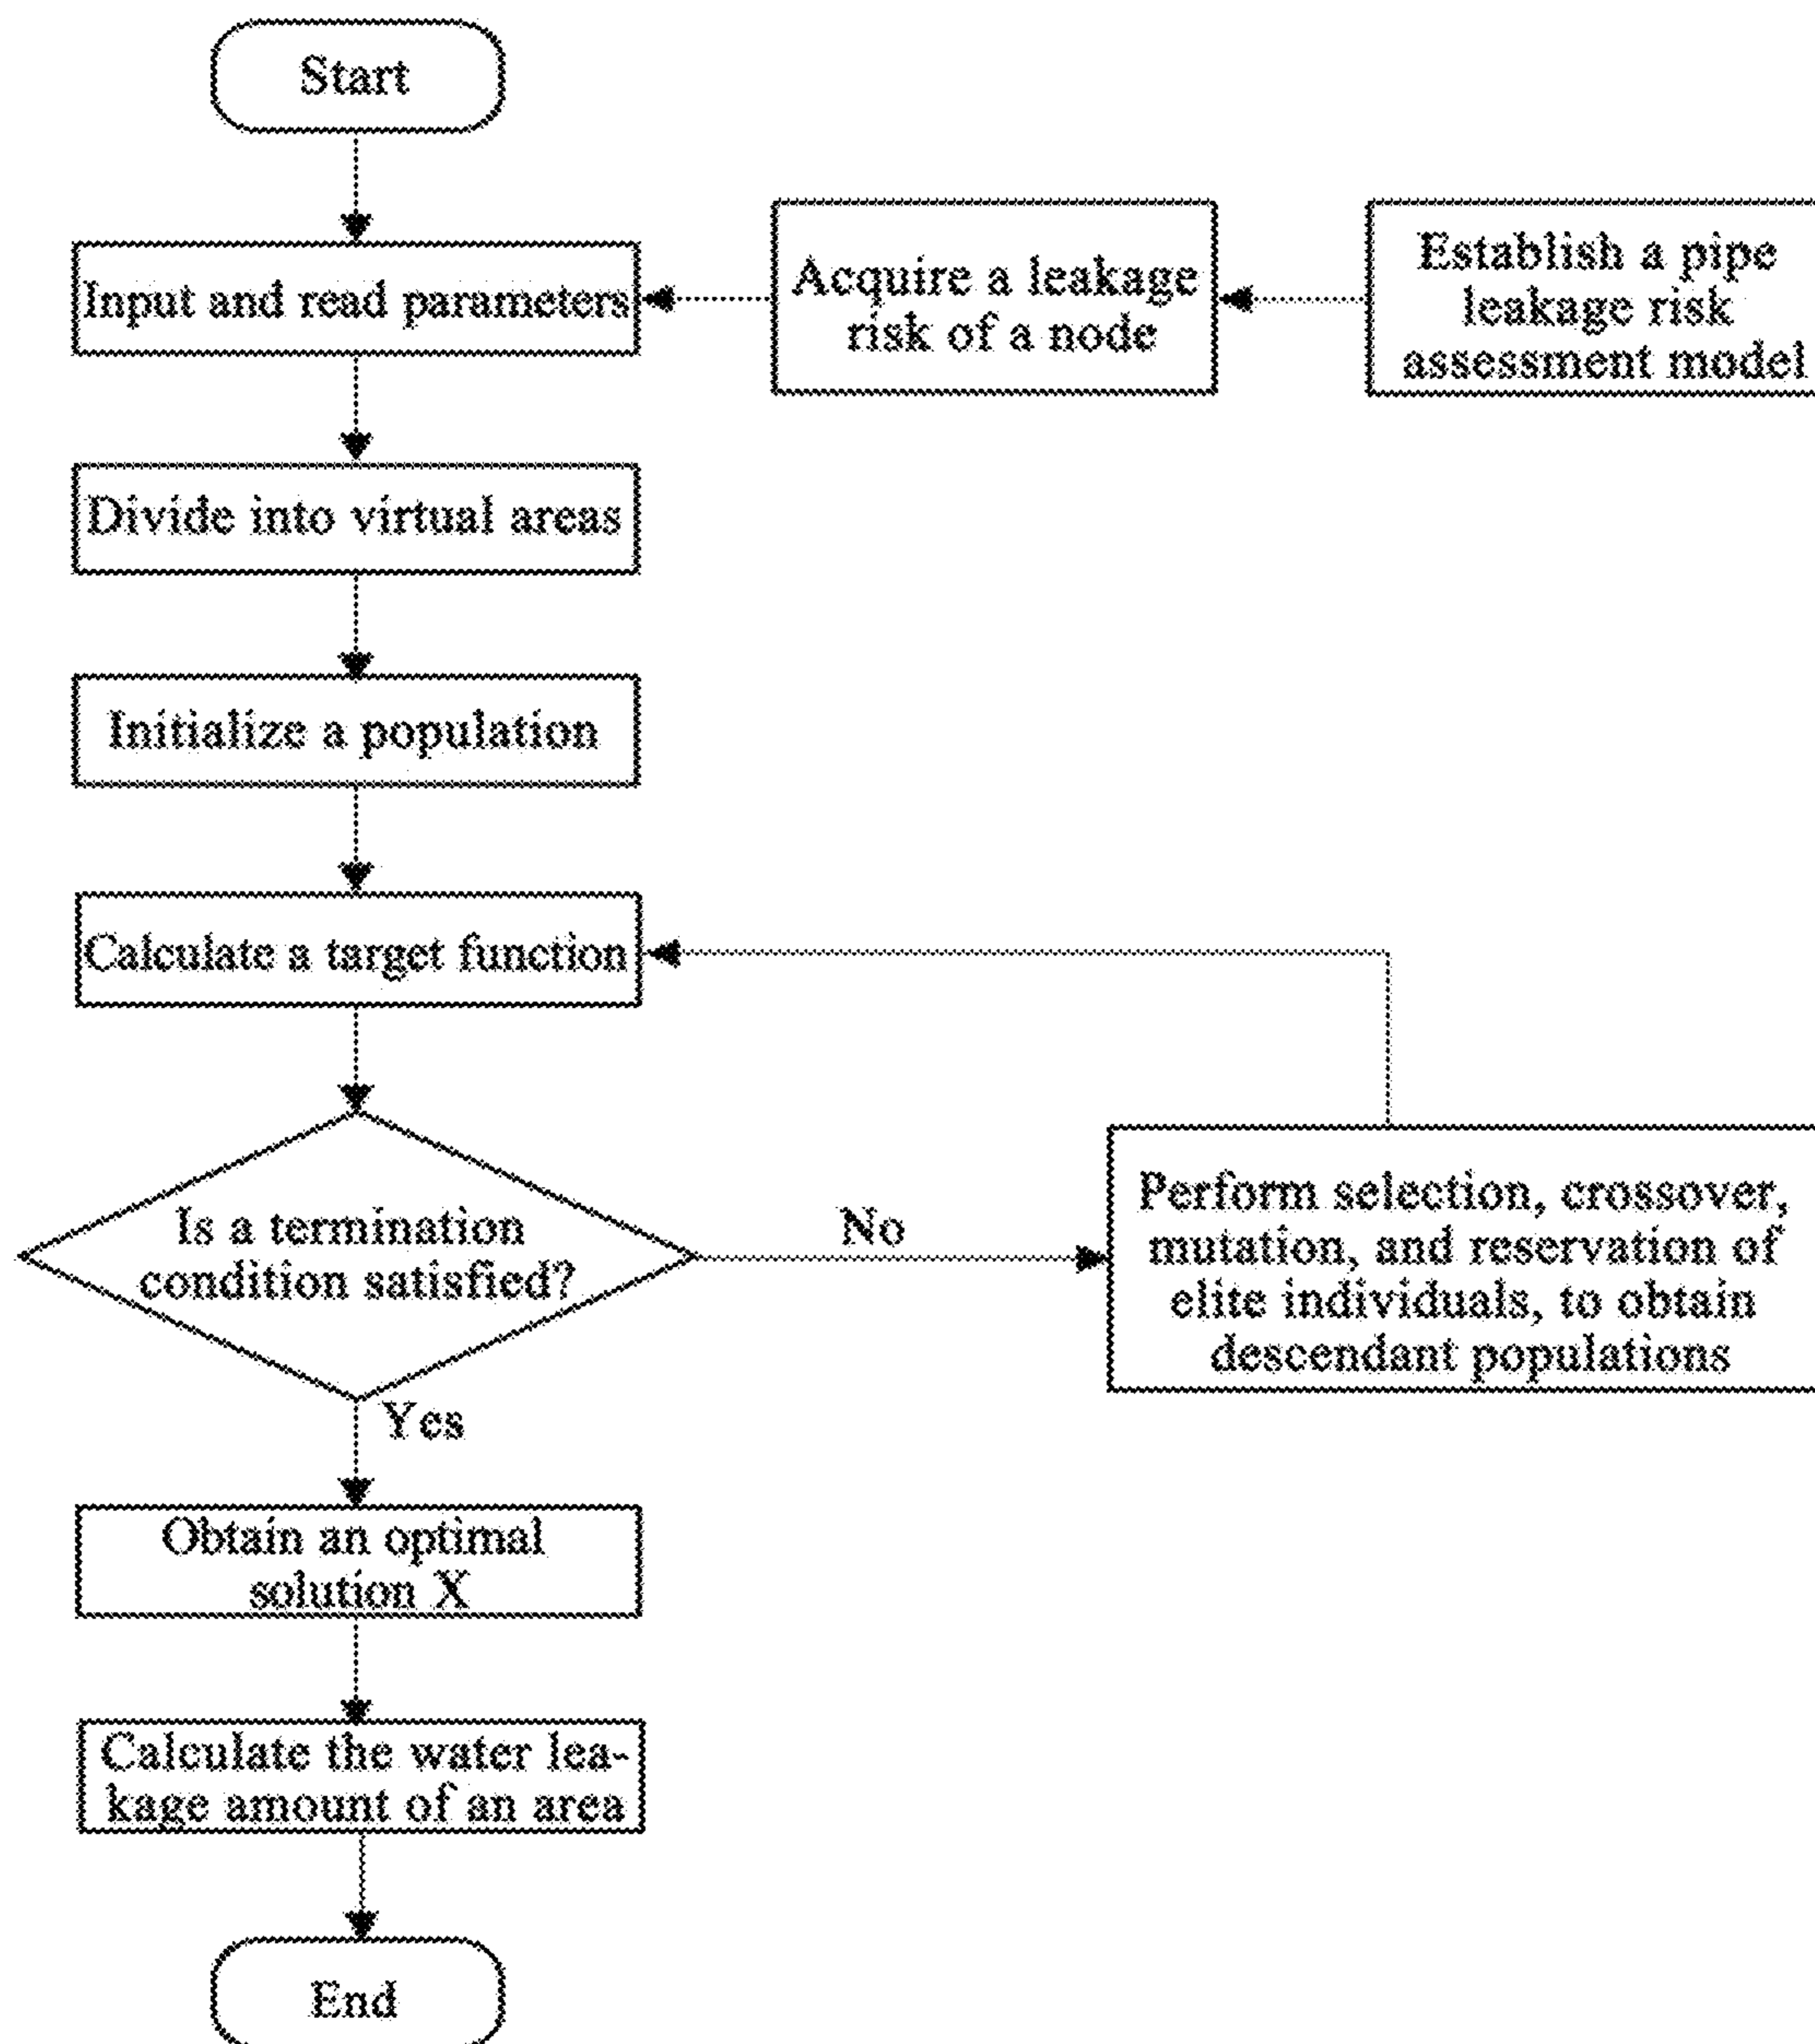 Start
Input and read parameters
Acquire a leakage
risk of a node
Establish a pipe
leakage risk
assessment model
Divide into virtual areas
Initialize a population
Calculate a target function
Is a termination
condition satisfied?
No
Perform selection, crossover,
mutation, and reservation of
elite individuals, to obtain
descendant populations
Yes
Obtain an optimal
solution X
Calculate the water lea-
kage amount of an area
End